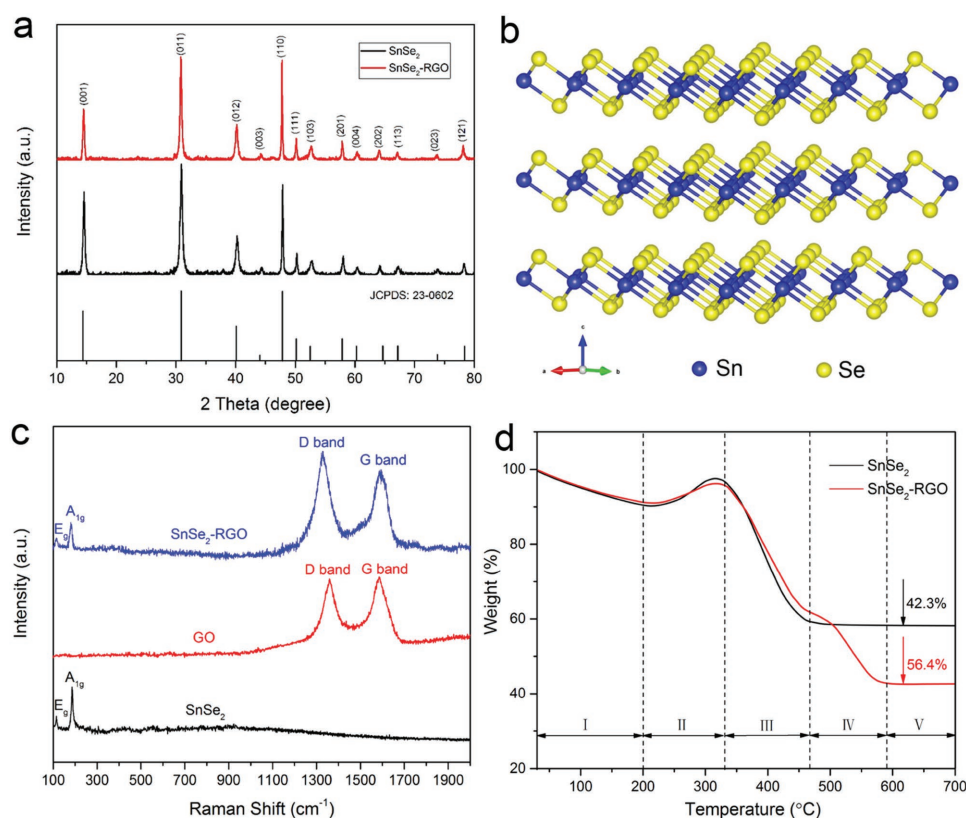 a
Intensity (a.u.)
SnSe₂
SnSe₂-RGO
(001)
(011)
(012)
(003)
(110)
(111)
(103)
(201)
(004)
(202)
(113)
(023)
(121)
JCPDS: 23-0602
10 20 30 40 50 60 70 80
2 Theta (degree)
b
c
a
b
Sn
Se
c
Intensity (a.u.)
D band
G band
A₁g
Eg
SnSe₂-RGO
D band
G band
GO
A₁g
Eg
SnSe₂
100 300 500 700 900 1100 1300 1500 1700 1900
Raman Shift (cm⁻¹)
d
Weight (%)
100
80
60
40
20
SnSe₂
SnSe₂-RGO
42.3%
56.4%
I II III IV V
100 200 300 400 500 600 700
Temperature (°C)